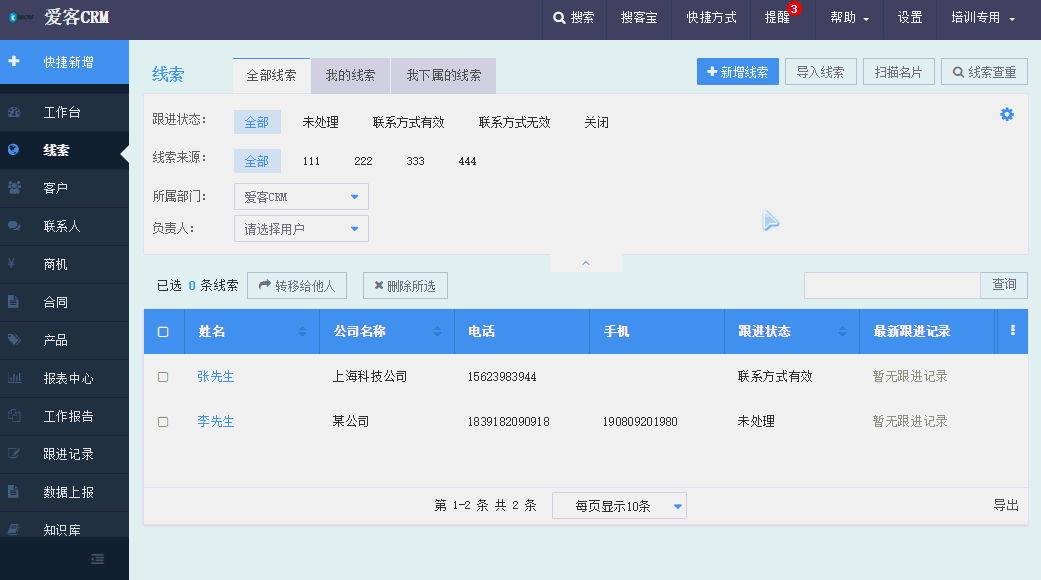 爱客CRM 搜索 搜客宝 快捷方式 提醒 3 帮助 设置 培训专用
快捷新增
工作台
线索
客户
联系人
商机
合同
产品
报表中心
工作报告
跟进记录
数据上报
知识库
线索 全部线索 我的线索 我下属的线索 新增线索 导入线索 扫描名片 线索查重
跟进状态: 全部 未处理 联系方式有效 联系方式无效 关闭
线索来源: 全部 111 222 333 444
所属部门: 爱客CRM
负责人: 请选择用户
已选 0 条线索 转移给他人 删除所选 查询
姓名 公司名称 电话 手机 跟进状态 最新跟进记录
张先生 上海科技公司 15623983944 联系方式有效 暂无跟进记录
李先生 某公司 1839182090918 190809201980 未处理 暂无跟进记录
第 1-2 条 共 2 条 每页显示10条 导出